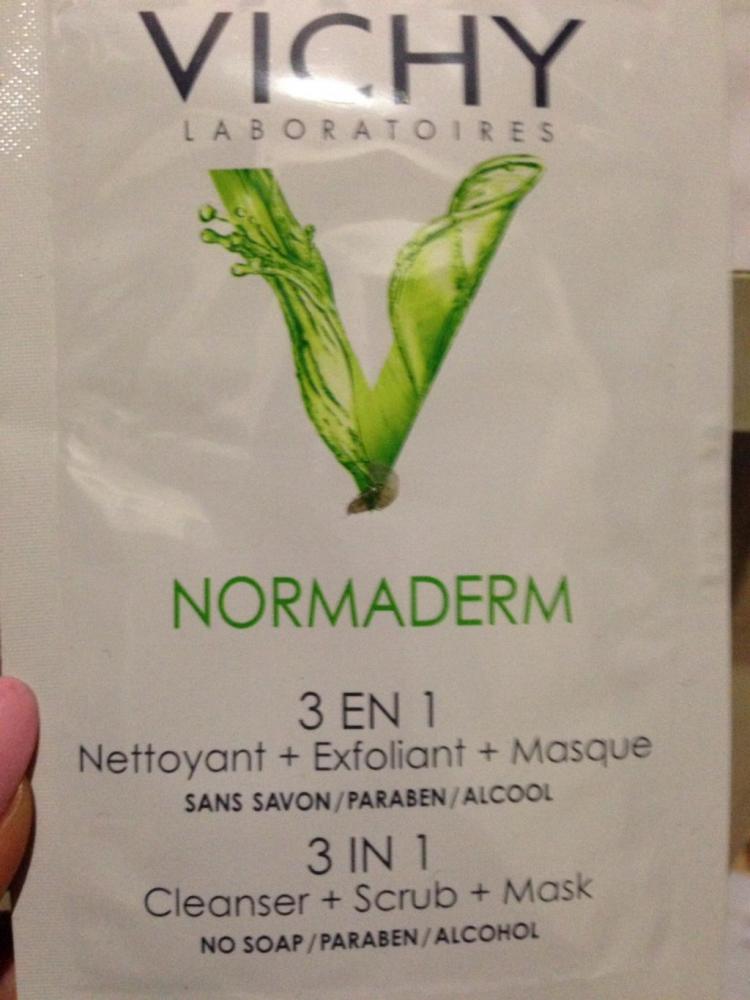 VICHY
LABORATOIRES
NORMADERM
3 EN 1
Nettoyant + Exfoliant + Masque
SANS SAVON/PARABEN/ALCOOL
3 IN 1
Cleanser + Scrub + Mask
NO SOAP/PARABEN/ALCOHOL